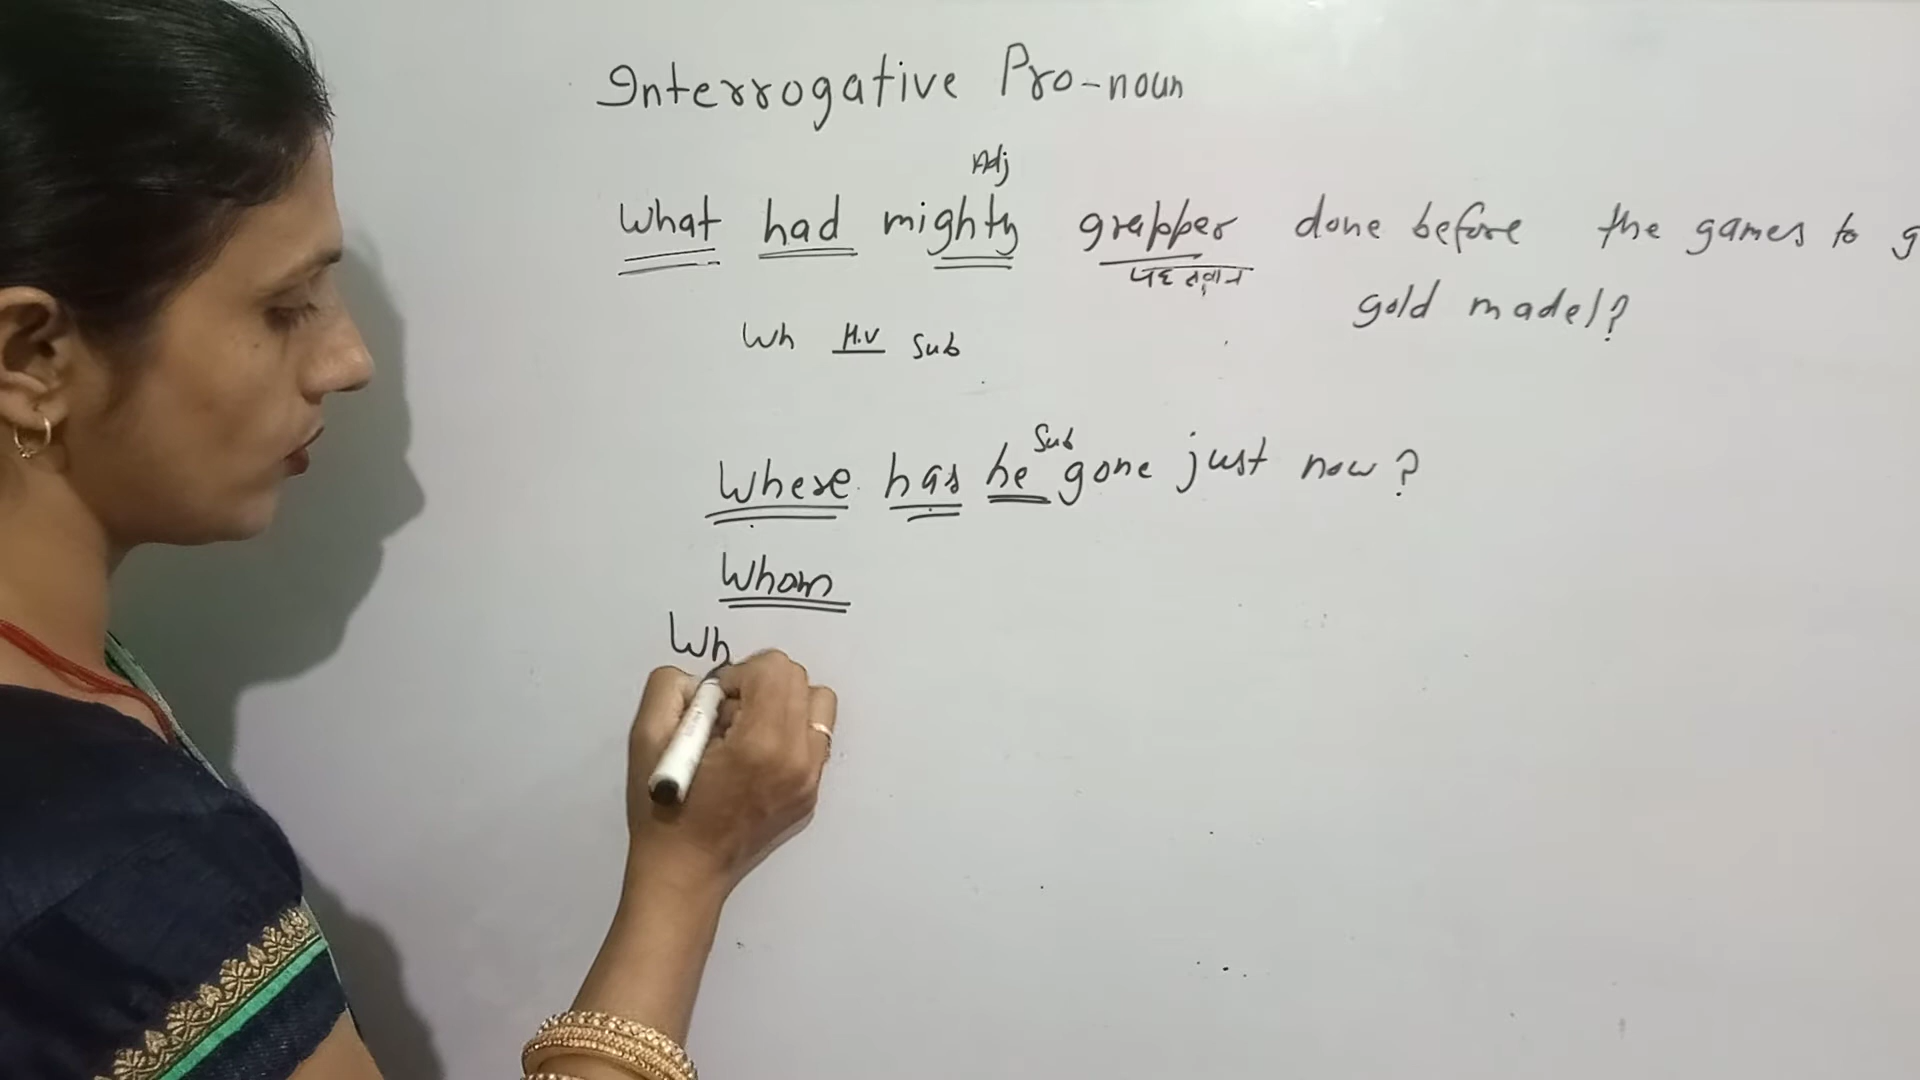 Interrogative Pro-noun
Adj
What had mighty grapper done before the games to g
पहलवान
gold madel?
Wh H.V Sub
Sub
Where has he gone just now?
Whom
Wh